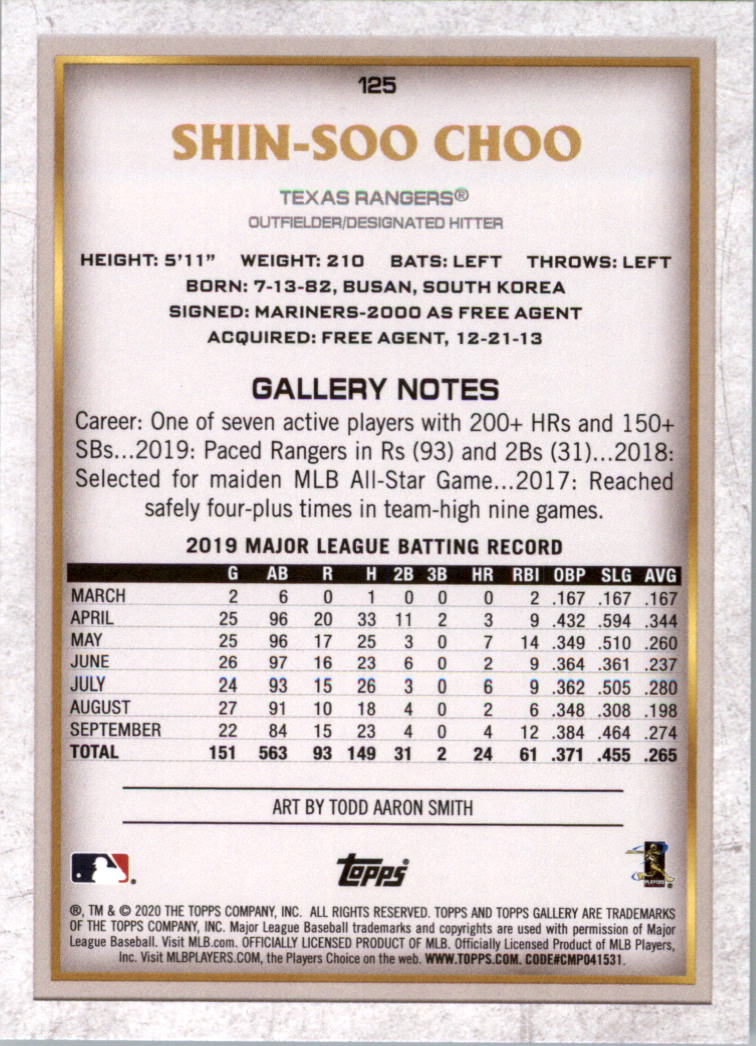 125
SHIN-SOO CHOO
TEXAS RANGERS®
OUTFIELDER/DESIGNATED HITTER
HEIGHT: 5'11" WEIGHT: 210 BATS: LEFT THROWS: LEFT
BORN: 7-13-82, BUSAN, SOUTH KOREA
SIGNED: MARINERS-2000 AS FREE AGENT
ACQUIRED: FREE AGENT, 12-21-13
GALLERY NOTES
Career: One of seven active players with 200+ HRs and 150+
SBs...2019: Paced Rangers in Rs (93) and 2Bs (31)...2018:
Selected for maiden MLB All-Star Game...2017: Reached
safely four-plus times in team-high nine games.
2019 MAJOR LEAGUE BATTING RECORD
G AB R H 2B 3B HR RBI OBP SLG AVG
MARCH 2 6 0 1 0 0 0 2 .167 .167 .167
APRIL 25 96 20 33 11 2 3 9 .432 .594 .344
MAY 25 96 17 25 3 0 7 14 .349 .510 .260
JUNE 26 97 16 23 6 0 2 9 .364 .361 .237
JULY 24 93 15 26 3 0 6 9 .362 .505 .280
AUGUST 27 91 10 18 4 0 2 6 .348 .308 .198
SEPTEMBER 22 84 15 23 4 0 4 12 .384 .464 .274
TOTAL 151 563 93 149 31 2 24 61 .371 .455 .265
ART BY TODD AARON SMITH
topps
PLAYERS
®, TM & © 2020 THE TOPPS COMPANY, INC. ALL RIGHTS RESERVED. TOPPS AND TOPPS GALLERY ARE TRADEMARKS
OF THE TOPPS COMPANY, INC. Major League Baseball trademarks and copyrights are used with permission of Major
League Baseball. Visit MLB.com. OFFICIALLY LICENSED PRODUCT OF MLB. Officially Licensed Product of MLB Players,
Inc. Visit MLBPLAYERS.COM, the Players Choice on the web. WWW.TOPPS.COM. CODE#CMP041531.